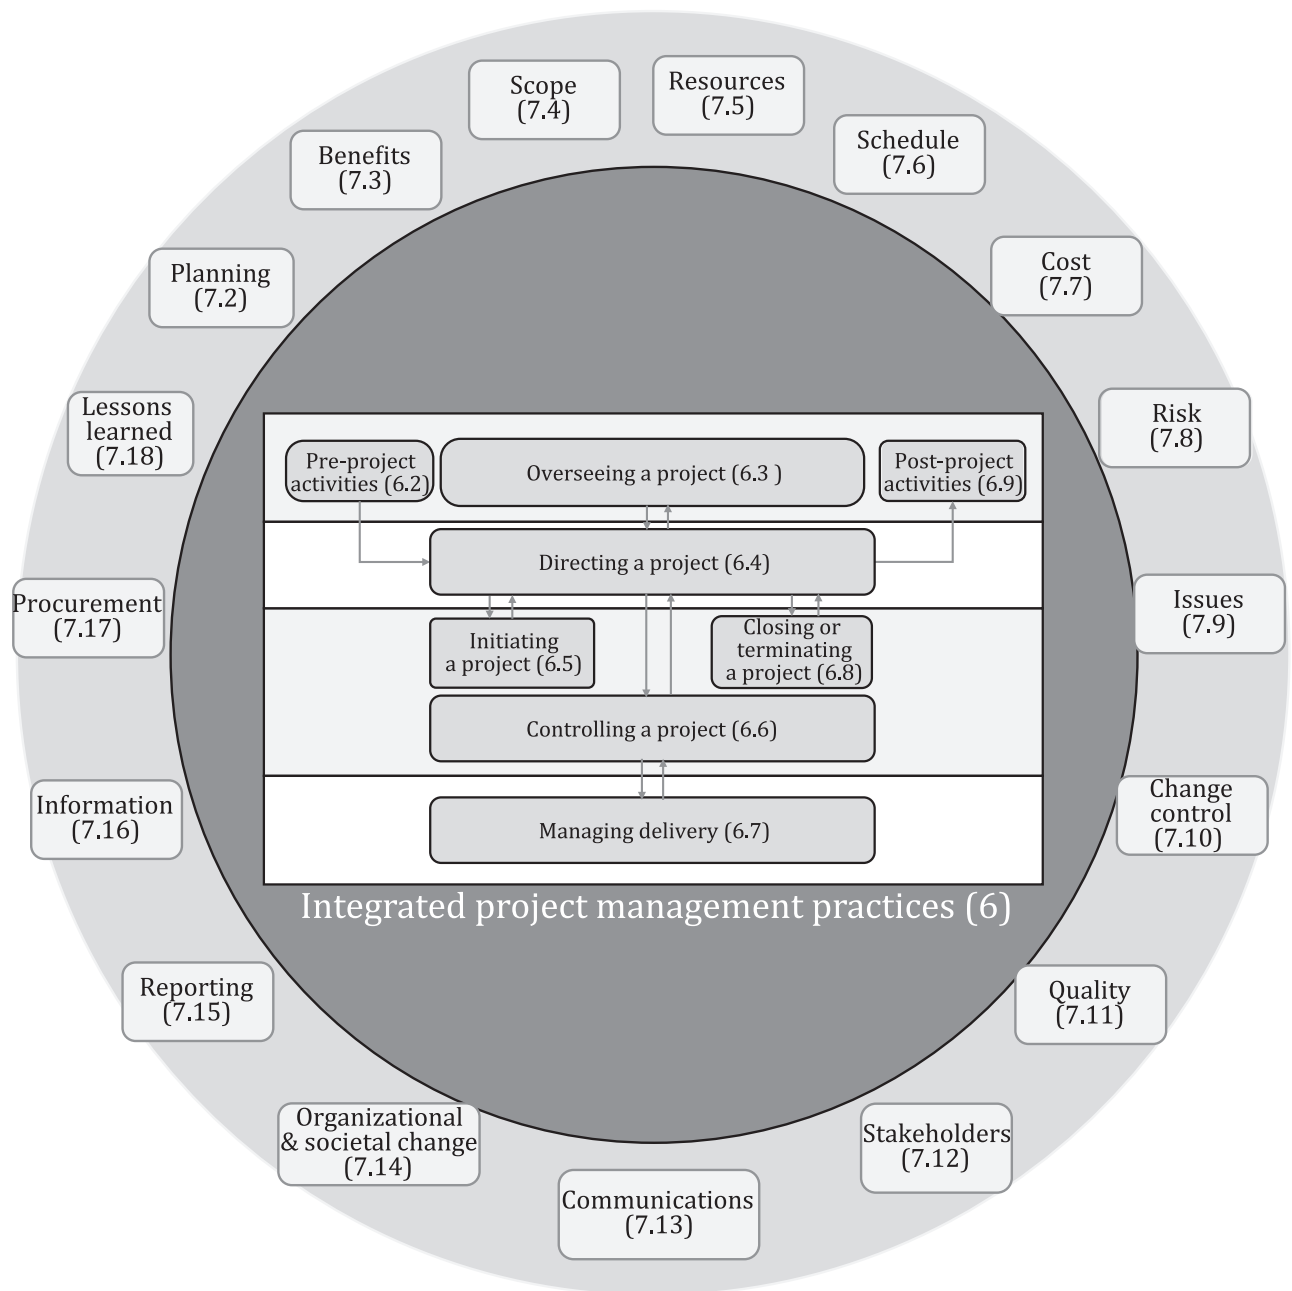 Scope
(7.4)
Resources
(7.5)
Schedule
(7.6)
Benefits
(7.3)
Cost
(7.7)
Planning
(7.2)
Risk
(7.8)
Lessons
learned
(7.18)
Pre-project
activities (6.2)
Overseeing a project (6.3 )
Post-project
activities (6.9)
Directing a project (6.4)
Procurement
(7.17)
Issues
(7.9)
Initiating
a project (6.5)
Closing or
terminating
a project (6.8)
Controlling a project (6.6)
Information
(7.16)
Change
control
(7.10)
Managing delivery (6.7)
Integrated project management practices (6)
Reporting
(7.15)
Quality
(7.11)
Organizational
& societal change
(7.14)
Stakeholders
(7.12)
Communications
(7.13)